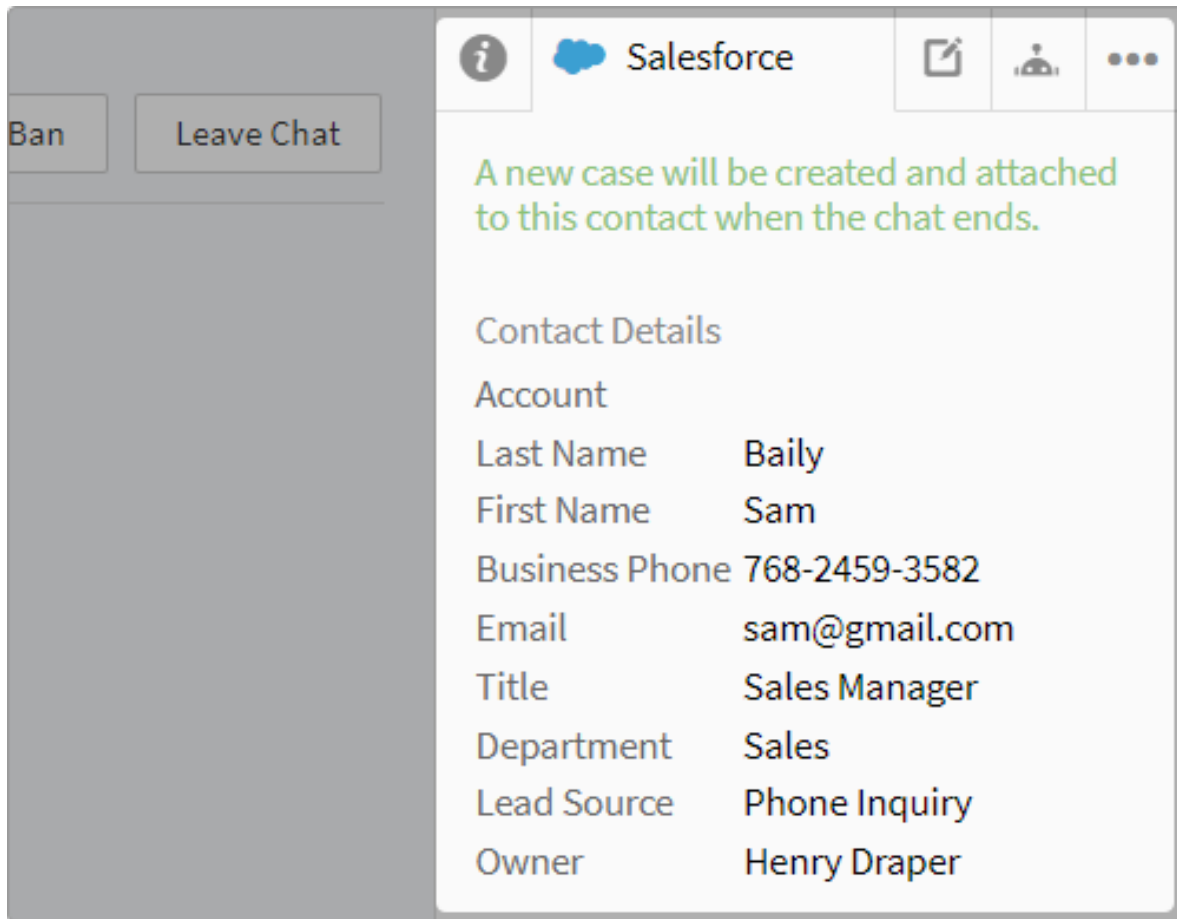 Salesforce
Ban
Leave Chat
A new case will be created and attached
to this contact when the chat ends.
Contact Details
Account
Last Name Baily
First Name Sam
Business Phone 768-2459-3582
Email sam@gmail.com
Title Sales Manager
Department Sales
Lead Source Phone Inquiry
Owner Henry Draper